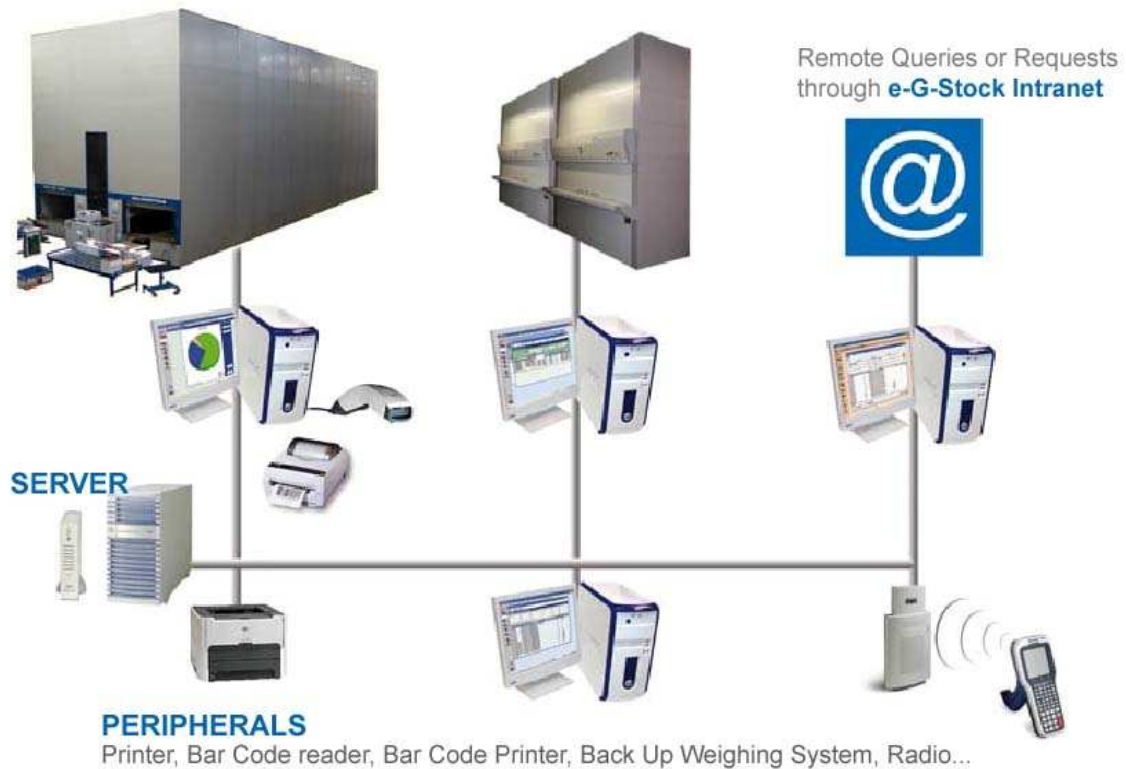 Remote Queries or Requests
through e-G-Stock Intranet
@
SERVER
PERIPHERALS
Printer, Bar Code reader, Bar Code Printer, Back Up Weighing System, Radio...